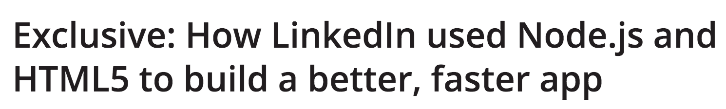 Exclusive: How LinkedIn used Node.js and
HTML5 to build a better, faster app